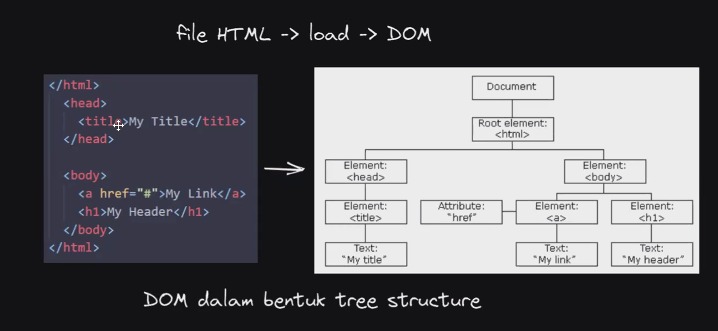 file HTML -> load -> DOM
</html>
<head>
<title>My Title</title>
</head>
<body>
<a href="#">My Link</a>
<h1>My Header</h1>
</body>
</html>
Document
Root element:
<html>
Element:
<head>
Element:
<body>
Element:
<title>
Attribute:
"href"
Element:
<a>
Element:
<h1>
Text:
"My title"
Text:
"My link"
Text:
"My header"
DOM dalam bentuk tree structure